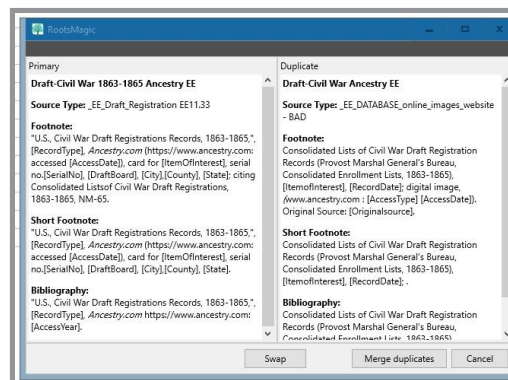 RootsMagic
Primary
Draft-Civil War 1863-1865 Ancestry EE
Source Type: _EE_Draft_Registration EE11.33
Footnote:
"U.S., Civil War Draft Registrations Records, 1863-1865,",
[RecordType], Ancestry.com (https://www.ancestry.com:
accessed [AccessDate]), card for [ItemOfInterest], serial
no.[SerialNo], [DraftBoard], [City],[County], [State]; citing
Consolidated Listsof Civil War Draft Registrations,
1863-1865, NM-65.
Short Footnote:
"U.S., Civil War Draft Registrations Records, 1863-1865,",
[RecordType], Ancestry.com (https://www.ancestry.com:
accessed [AccessDate]), card for [ItemOfInterest], serial
no.[SerialNo], [DraftBoard], [City],[County], [State].
Bibliography:
"U.S., Civil War Draft Registrations Records, 1863-1865,",
[RecordType], Ancestry.com https://www.ancestry.com:
[AccessYear].
Duplicate
Draft-Civil War Ancestry EE
Source Type: _EE_DATABASE_online_images_website
- BAD
Footnote:
Consolidated Lists of Civil War Draft Registration
Records (Provost Marshal General's Bureau,
Consolidated Enrollment Lists, 1863-1865),
[ItemofInterest], [RecordDate]; digital image,
(www.ancestry.com : [AccessType] [AccessDate]).
Original Source: [Originalsource].
Short Footnote:
Consolidated Lists of Civil War Draft Registration
Records (Provost Marshal General's Bureau,
Consolidated Enrollment Lists, 1863-1865),
[ItemofInterest], [RecordDate]; .
Bibliography:
Consolidated Lists of Civil War Draft Registration
Records (Provost Marshal General's Bureau,
Consolidated Enrollment Lists, 1863-1865)
Swap
Merge duplicates
Cancel